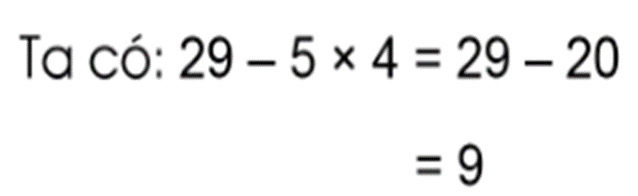 Ta có: 29 – 5 × 4 = 29 – 20
= 9